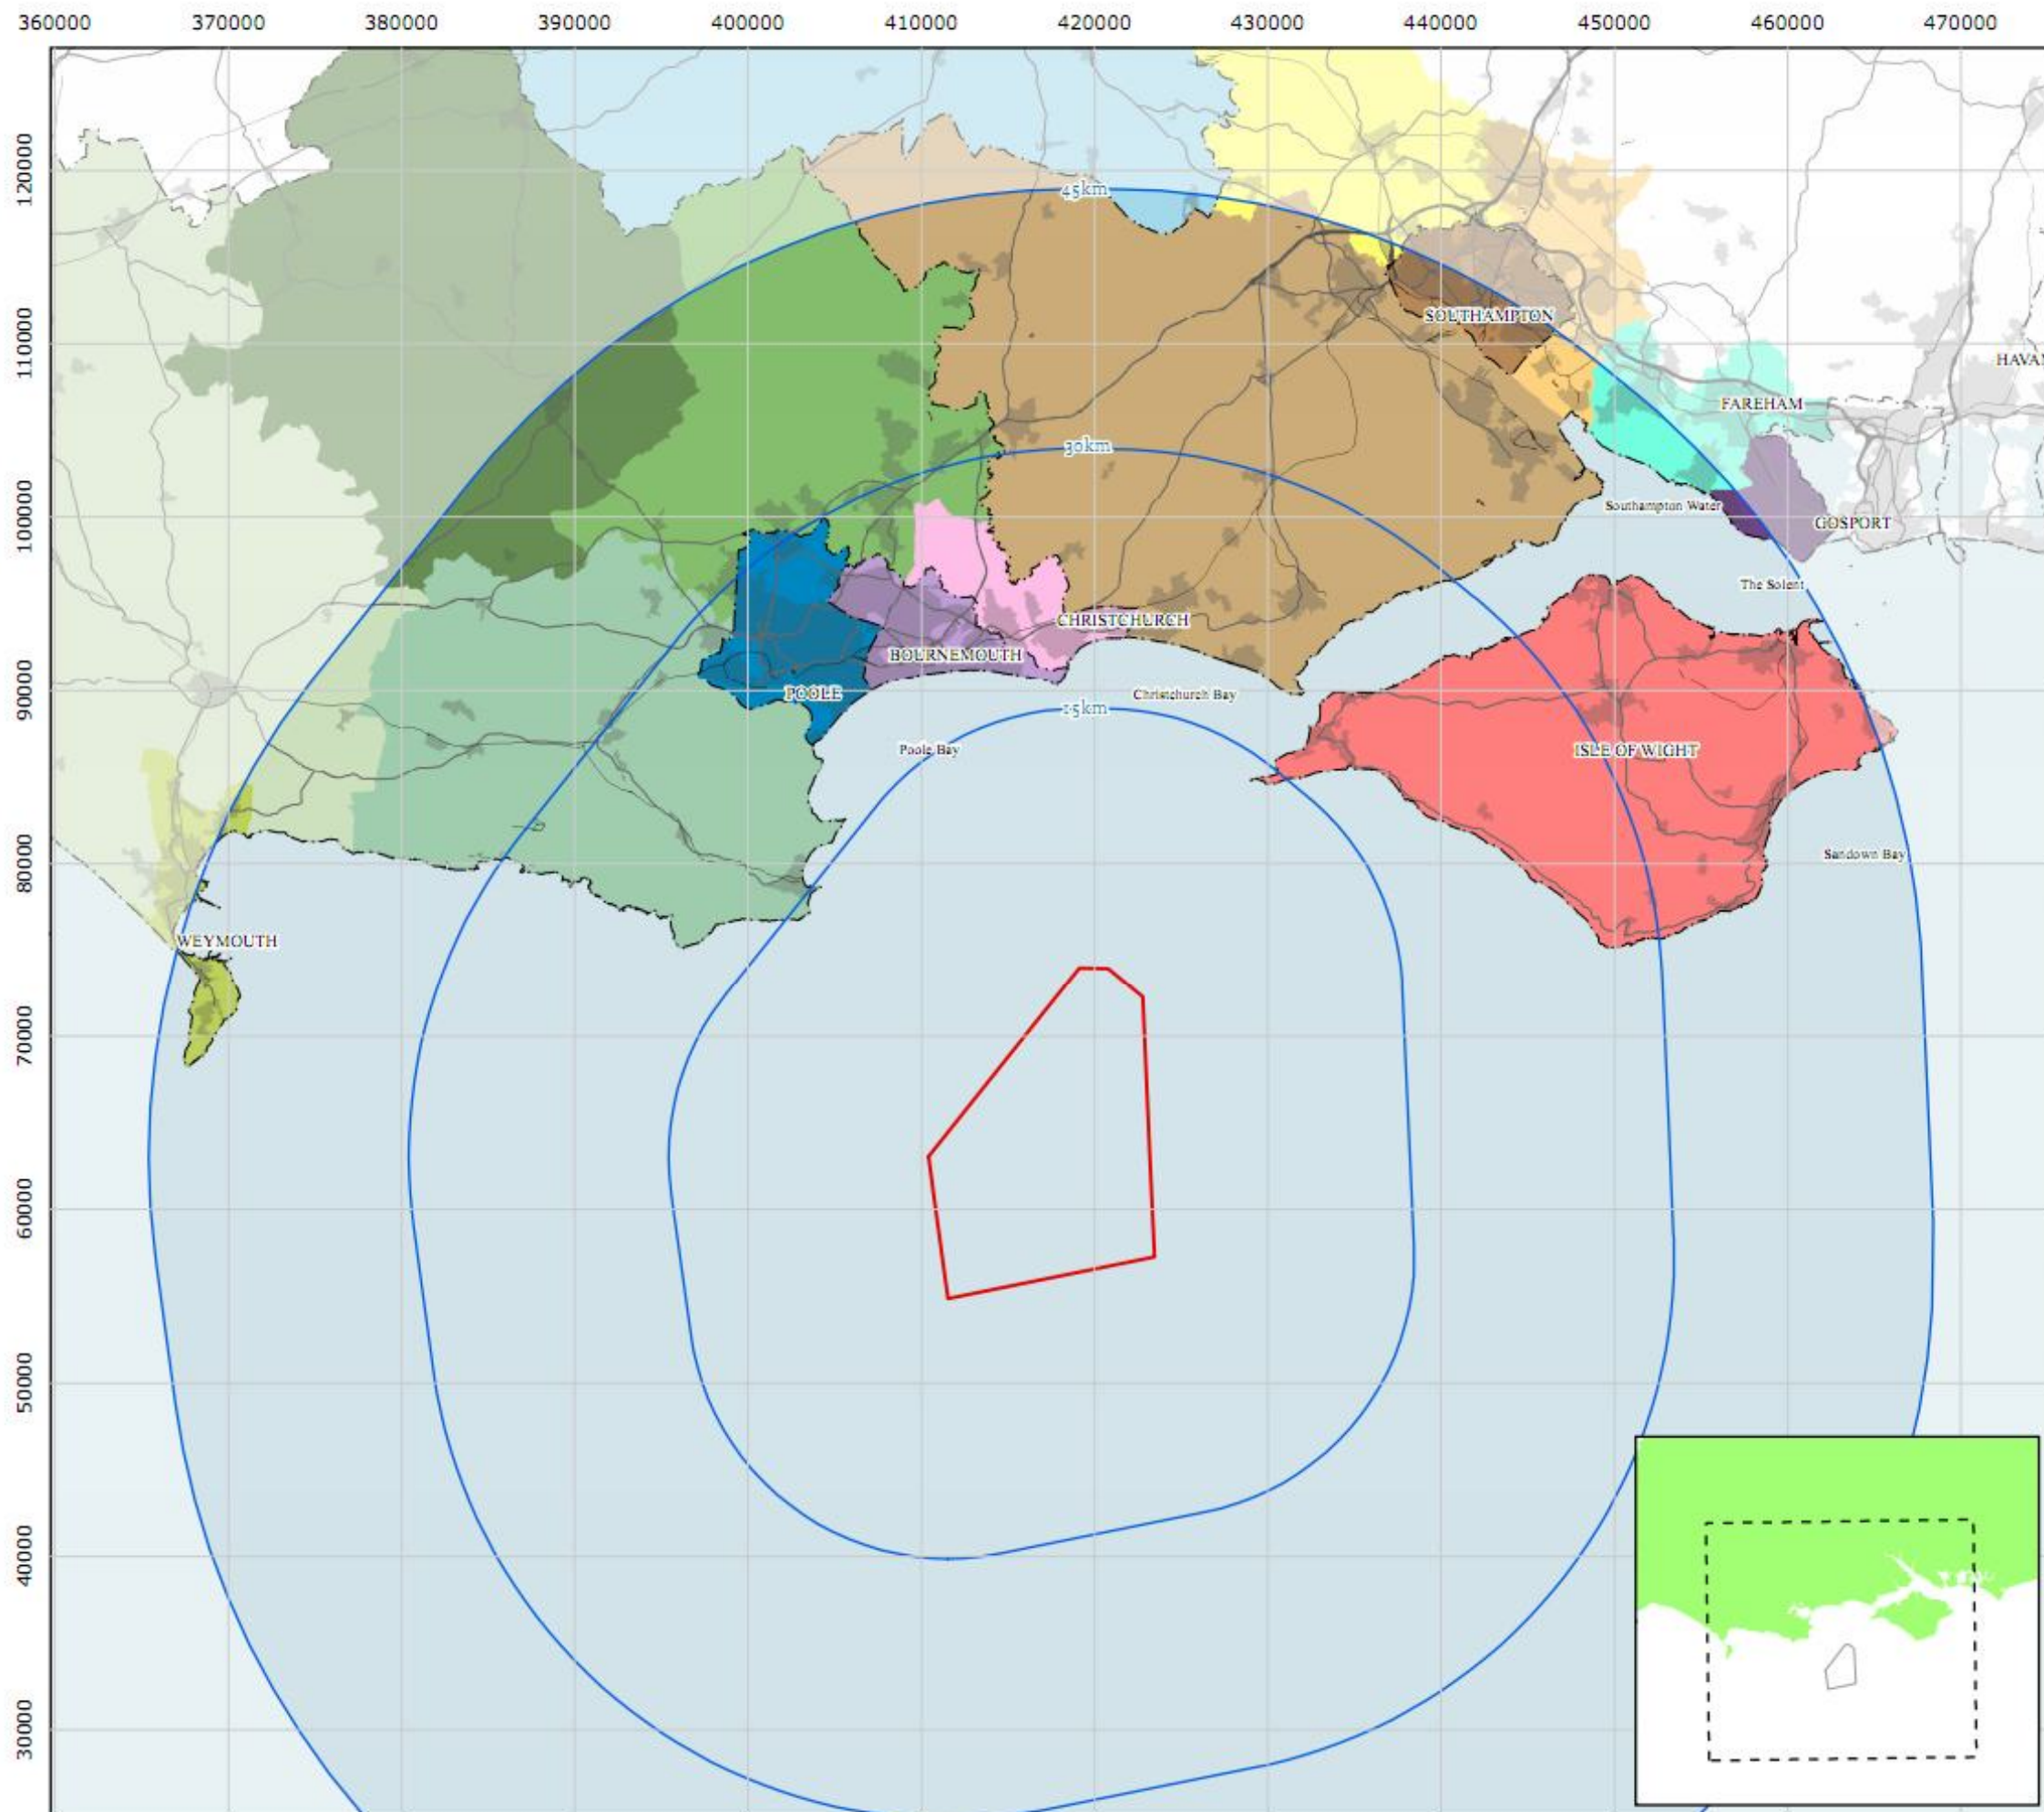 360000 370000 380000 390000 400000 410000 420000 430000 440000 450000 460000 470000
120000
110000
100000
90000
80000
70000
60000
50000
40000
30000
45km
SOUTHAMPTON
HAVA
FAREHAM
30km
Southampton Water
GOSPORT
The Solent
CHRISTCHURCH
BOURNEMOUTH
POOLE
Christchurch Bay
15km
Poole Bay
ISLE OF WIGHT
Sandown Bay
WEYMOUTH